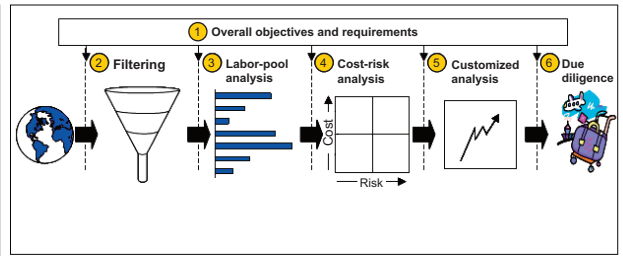 1 Overall objectives and requirements
2 Filtering
3 Labor-pool
analysis
4 Cost-risk
analysis
5 Customized
analysis
6 Due
diligence
Cost
Risk